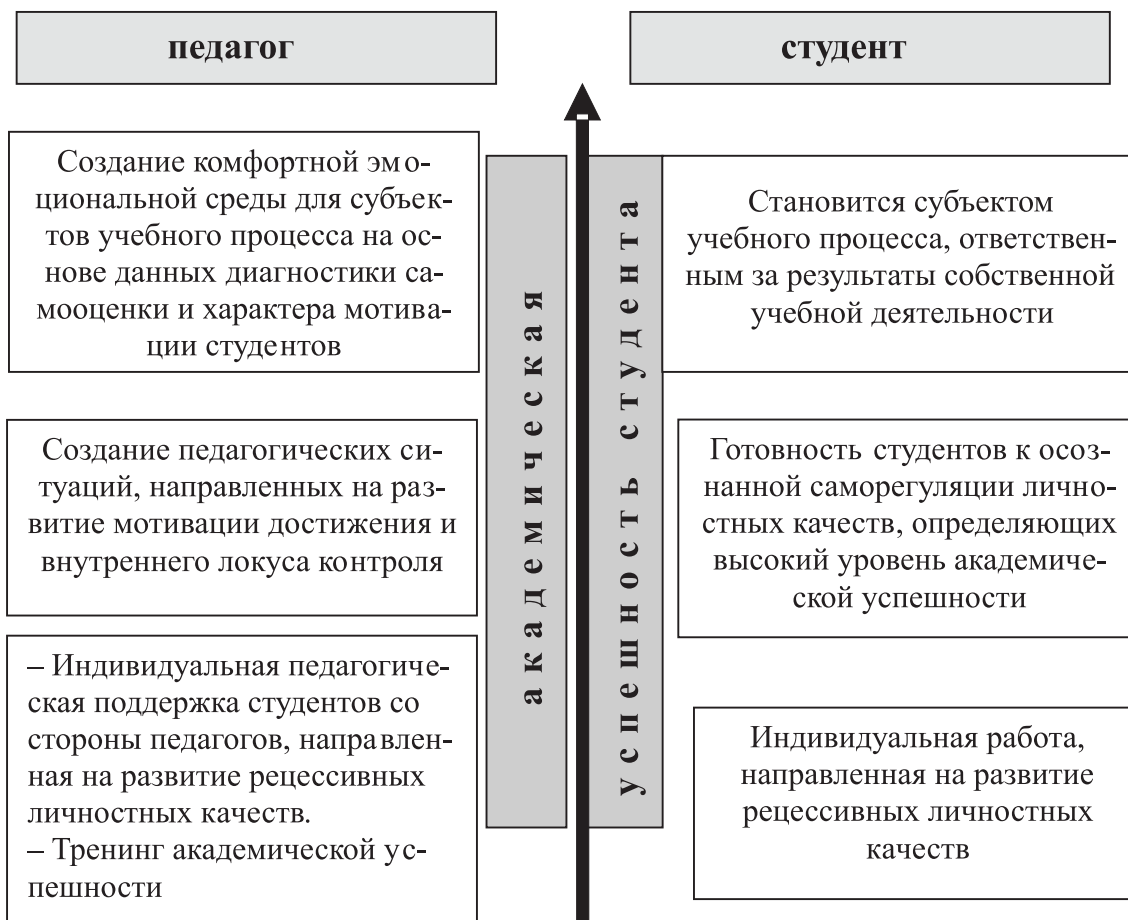 педагог
студент
Создание комфортной эмо-
циональной среды для субъек-
тов учебного процесса на ос-
нове данных диагностики са-
мооценки и характера мотива-
ции студентов
Создание педагогических си-
туаций, направленных на раз-
витие мотивации достижения и
внутреннего локуса контроля
– Индивидуальная педагогиче-
ская поддержка студентов со
стороны педагогов, направлен-
ная на развитие рецессивных
личностных качеств.
– Тренинг академической ус-
пешности
академическая
успешность студента
Становится субъектом
учебного процесса, ответствен-
ным за результаты собственной
учебной деятельности
Готовность студентов к осоз-
нанной саморегуляции лично-
стных качеств, определяющих
высокий уровень академиче-
ской успешности
Индивидуальная работа,
направленная на развитие
рецессивных личностных
качеств